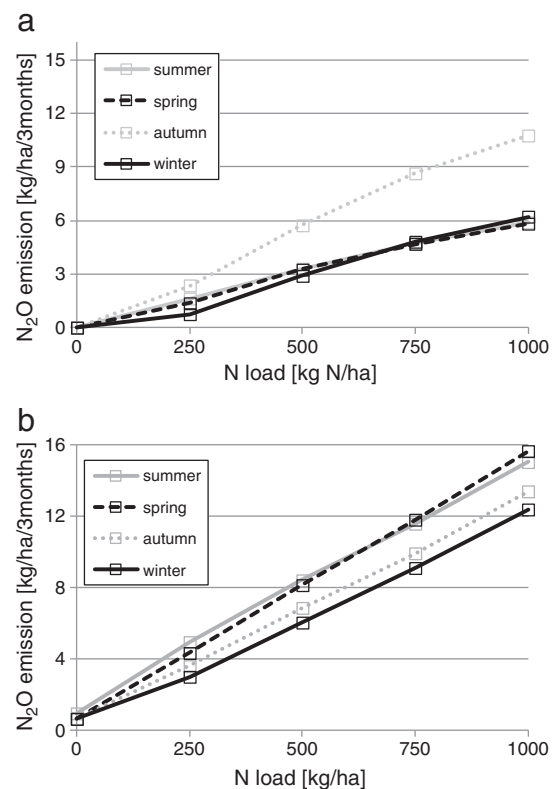 a
N₂O emission [kg/ha/3months]
15
12
9
6
3
0
summer
spring
autumn
winter
0 250 500 750 1000
N load [kg N/ha]
b
N₂O emission [kg/ha/3months]
16
12
8
4
0
summer
spring
autumn
winter
0 250 500 750 1000
N load [kg/ha]